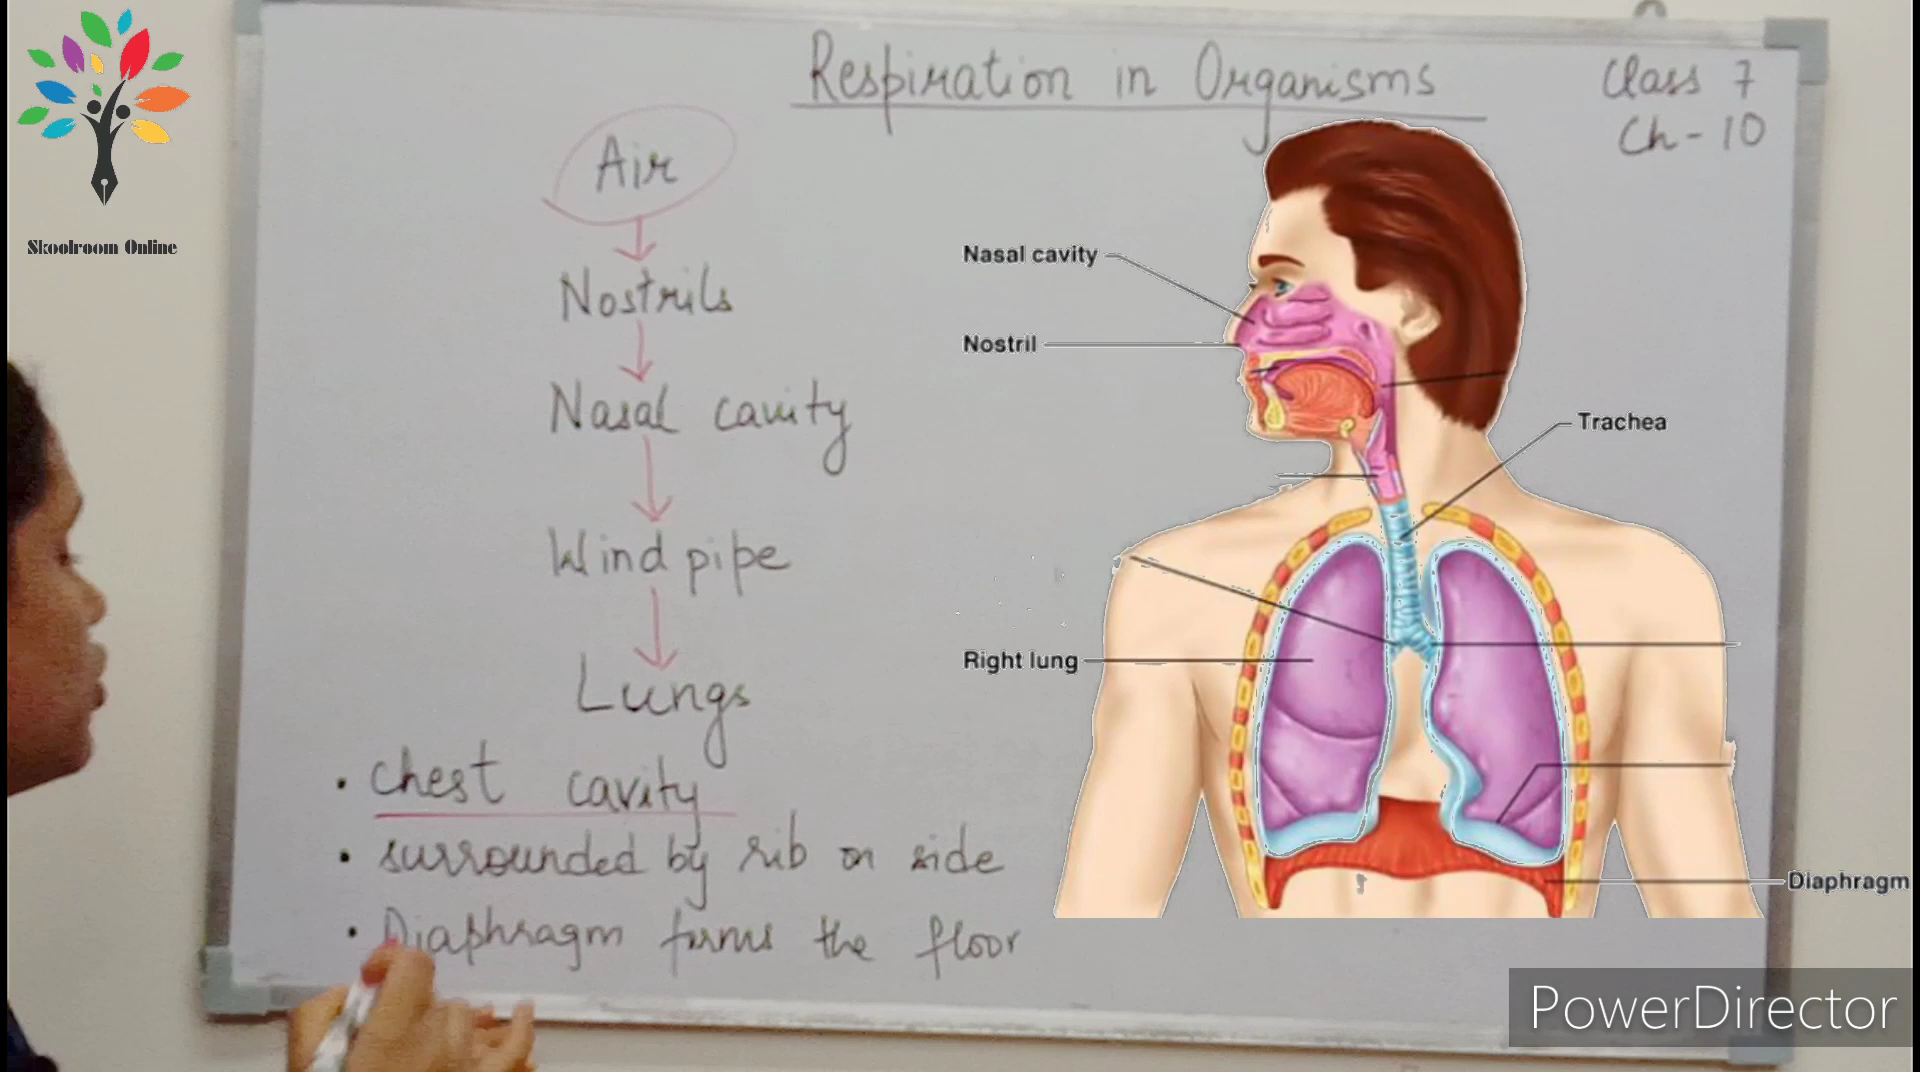 Skoolroom Online
Respiration in Organisms
Class 7
Ch - 10
Air
Nostrils
Nasal cavity
Wind pipe
Lungs
• Chest cavity
• surrounded by rib on side
• Diaphragm forms the floor
Nasal cavity
Nostril
Trachea
Right lung
Diaphragm
PowerDirector